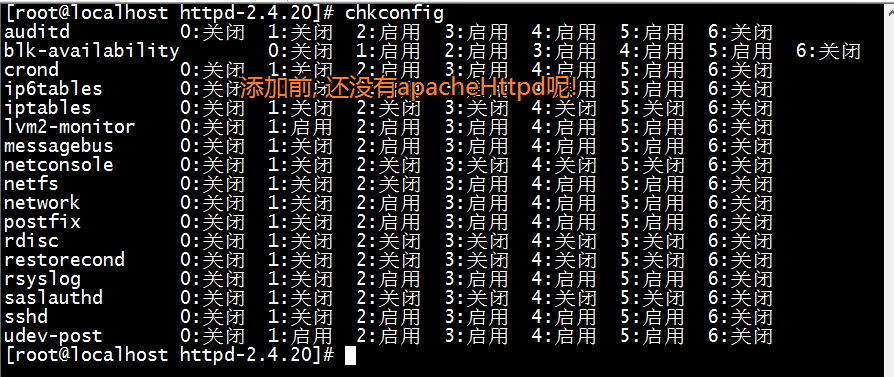 [root@localhost httpd-2.4.20]# chkconfig
auditd 0:关闭 1:关闭 2:启用 3:启用 4:启用 5:启用 6:关闭
blk-availability 0:关闭 1:启用 2:启用 3:启用 4:启用 5:启用 6:关闭
crond 0:关闭 1:关闭 2:启用 3:启用 4:启用 5:启用 6:关闭
添加前, 还没有apacheHttpd呢!
ip6tables 0:关闭 1:关闭 2:启用 3:启用 4:启用 5:启用 6:关闭
iptables 0:关闭 1:关闭 2:关闭 3:关闭 4:关闭 5:关闭 6:关闭
lvm2-monitor 0:关闭 1:启用 2:启用 3:启用 4:启用 5:启用 6:关闭
messagebus 0:关闭 1:关闭 2:启用 3:启用 4:启用 5:启用 6:关闭
netconsole 0:关闭 1:关闭 2:关闭 3:关闭 4:关闭 5:关闭 6:关闭
netfs 0:关闭 1:关闭 2:关闭 3:启用 4:启用 5:启用 6:关闭
network 0:关闭 1:关闭 2:启用 3:启用 4:启用 5:启用 6:关闭
postfix 0:关闭 1:关闭 2:启用 3:启用 4:启用 5:启用 6:关闭
rdisc 0:关闭 1:关闭 2:关闭 3:关闭 4:关闭 5:关闭 6:关闭
restorecond 0:关闭 1:关闭 2:关闭 3:关闭 4:关闭 5:关闭 6:关闭
rsyslog 0:关闭 1:关闭 2:启用 3:启用 4:启用 5:启用 6:关闭
saslauthd 0:关闭 1:关闭 2:关闭 3:关闭 4:关闭 5:关闭 6:关闭
sshd 0:关闭 1:关闭 2:启用 3:启用 4:启用 5:启用 6:关闭
udev-post 0:关闭 1:启用 2:启用 3:启用 4:启用 5:启用 6:关闭
[root@localhost httpd-2.4.20]#